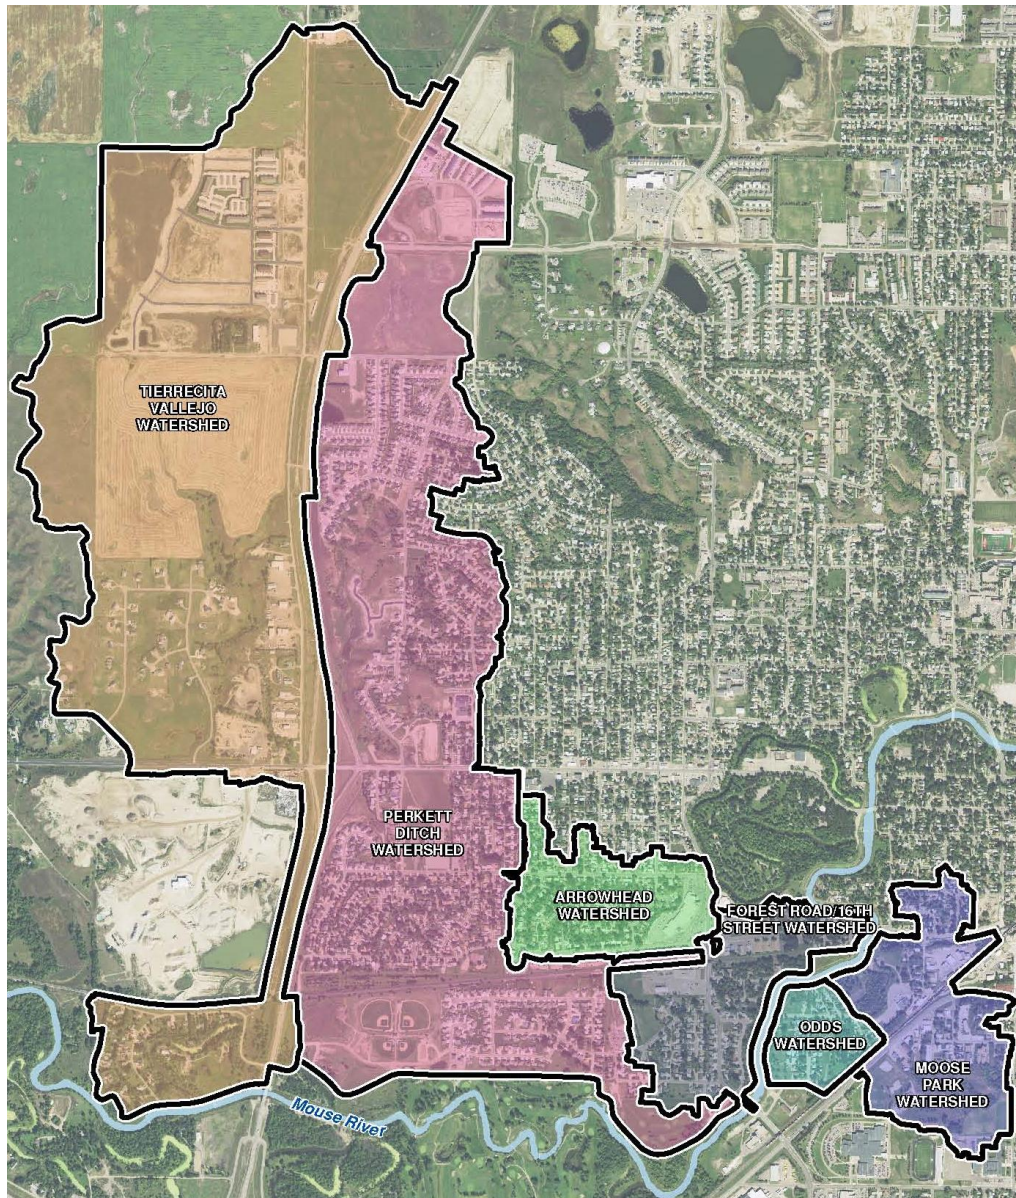 TIERRECITA
VALLEJO
WATERSHED
PERKETT
DITCH
WATERSHED
ARROWHEAD
WATERSHED
FOREST ROAD/16TH
STREET WATERSHED
ODDS
WATERSHED
MOOSE
PARK
WATERSHED
Mouse River